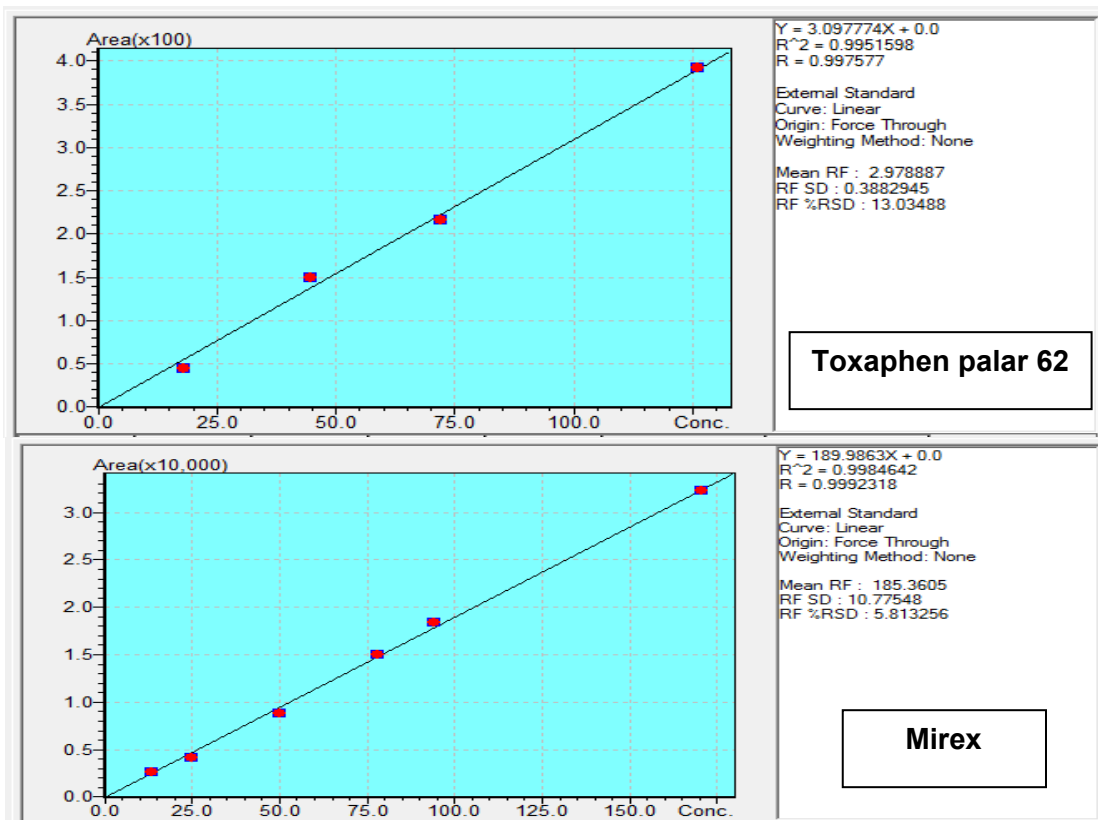 Area(x100)
4.0
3.5
3.0
2.5
2.0
1.5
1.0
0.5
0.0
0.0 25.0 50.0 75.0 100.0 Conc.
Y = 3.097774X + 0.0
R^2 = 0.9951598
R = 0.997577
External Standard
Curve: Linear
Origin: Force Through
Weighting Method: None
Mean RF : 2.978887
RF SD : 0.3882945
RF %RSD : 13.03488
Toxaphen palar 62
Area(x10,000)
3.0
2.5
2.0
1.5
1.0
0.5
0.0
0.0 25.0 50.0 75.0 100.0 125.0 150.0 Conc.
Y = 189.9863X + 0.0
R^2 = 0.9984642
R = 0.9992318
External Standard
Curve: Linear
Origin: Force Through
Weighting Method: None
Mean RF : 185.3605
RF SD : 10.77548
RF %RSD : 5.813256
Mirex